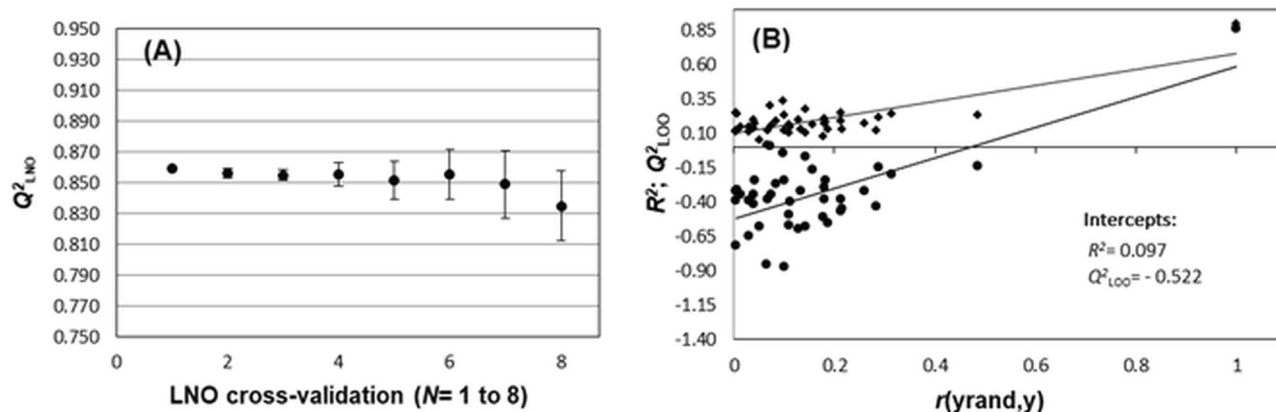 (A)
Q²LNO
0.950
0.930
0.910
0.890
0.870
0.850
0.830
0.810
0.790
0.770
0.750
0 2 4 6 8
LNO cross-validation (N= 1 to 8)
(B)
R²; Q²LOO
0.85
0.60
0.35
0.10
-0.15
-0.40
-0.65
-0.90
-1.15
-1.40
Intercepts:
R²= 0.097
Q²LOO= - 0.522
0 0.2 0.4 0.6 0.8 1
r(yrand,y)